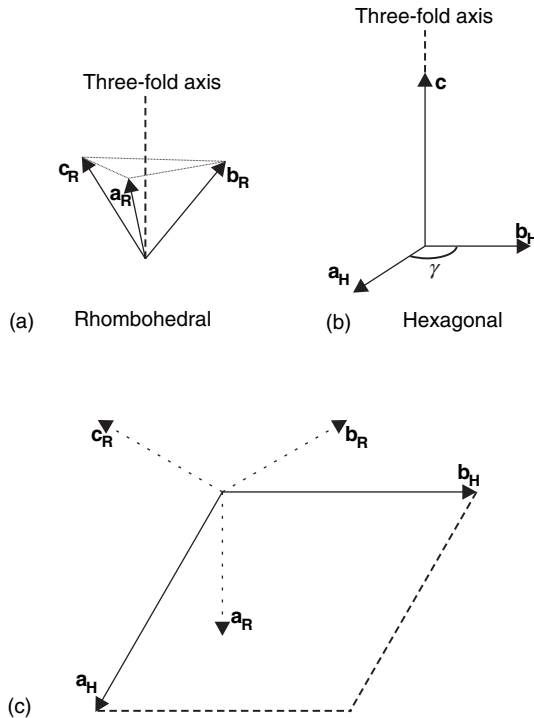 Three-fold axis
c_R
a_R
b_R
(a) Rhombohedral
Three-fold axis
c
b_H
a_H
γ
(b) Hexagonal
c_R
b_R
b_H
a_R
a_H
(c)